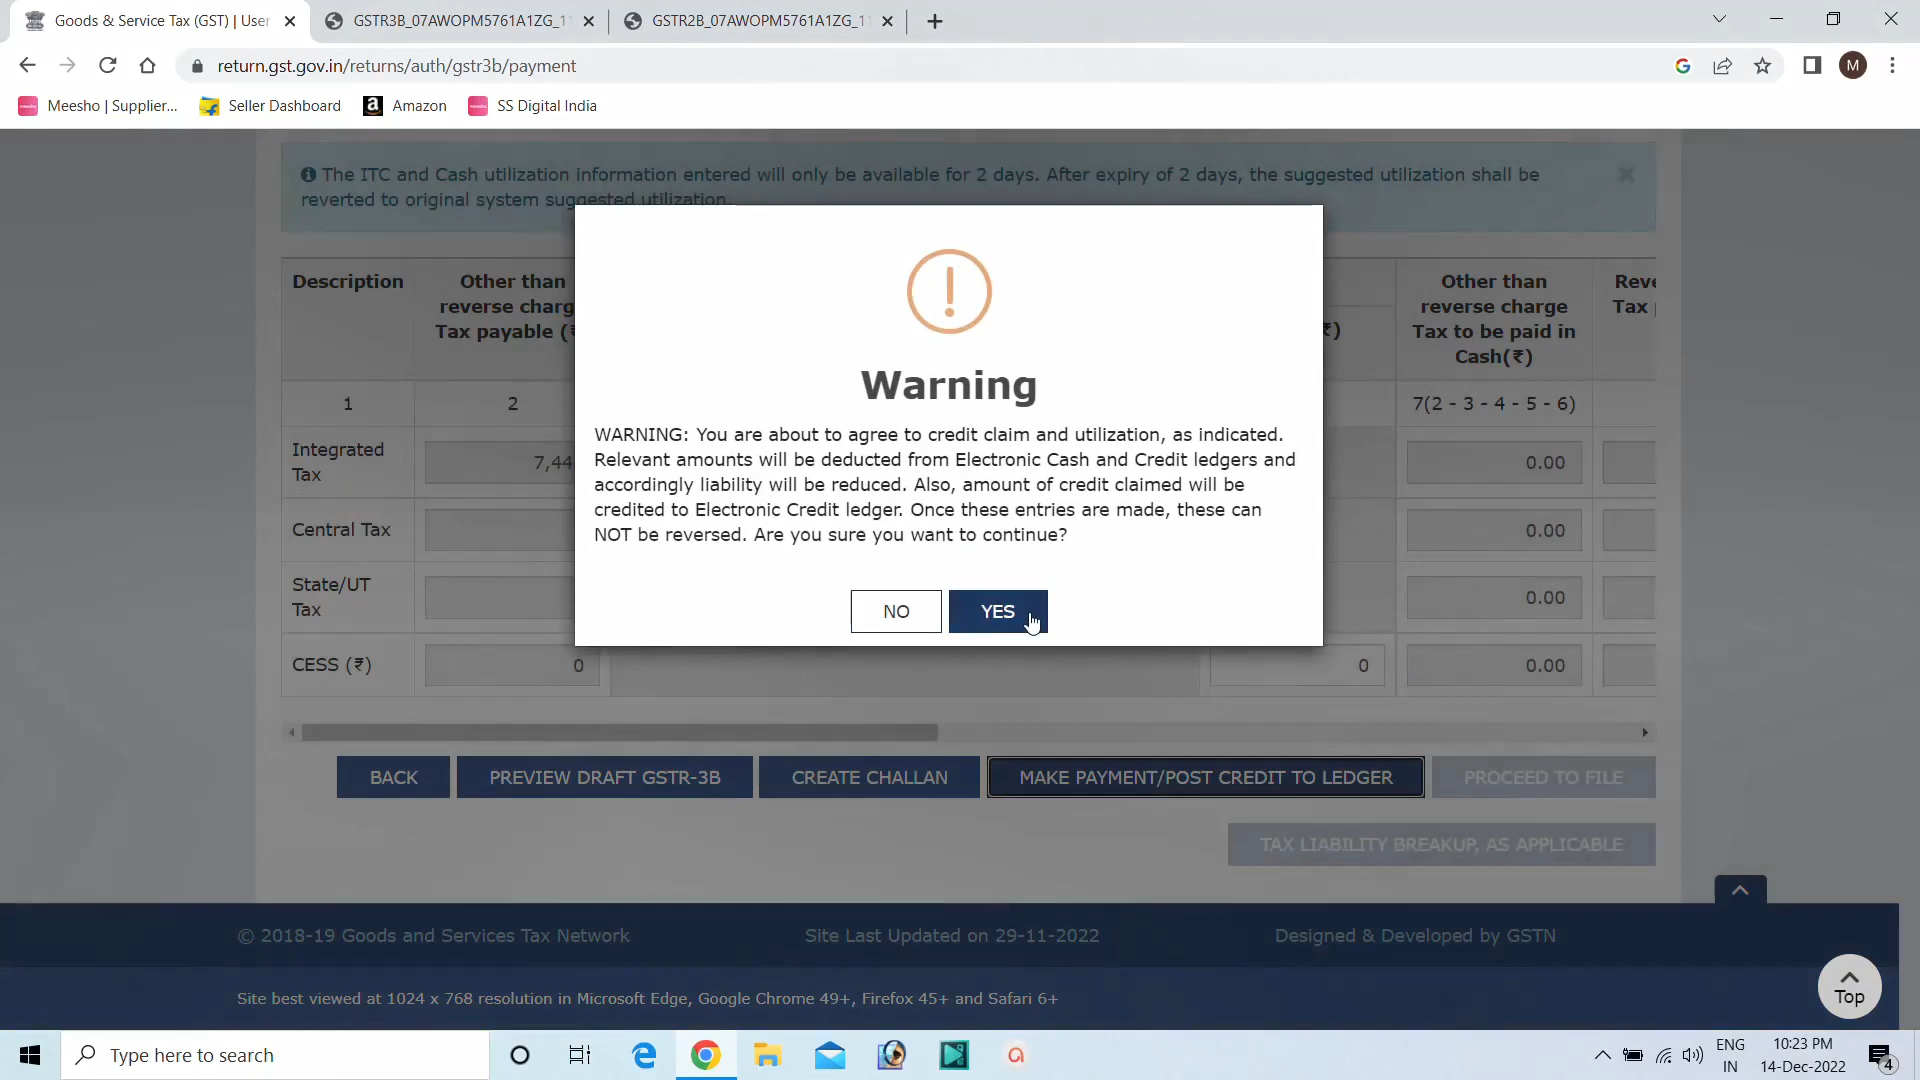 Goods & Service Tax (GST) | User
GSTR3B_07AWOPM5761A1ZG_1
GSTR2B_07AWOPM5761A1ZG_1
return.gst.gov.in/returns/auth/gstr3b/payment
G
M
Meesho | Supplier...
Seller Dashboard
a
Amazon
SS Digital India
The ITC and Cash utilization information entered will only be available for 2 days. After expiry of 2 days, the suggested utilization shall be
reverted to original system suggested utilization.
Description
Other than
reverse charg
Tax payable (₹
₹)
Other than
reverse charge
Tax to be paid in
Cash(₹)
Reve
Tax
1
2
7(2 - 3 - 4 - 5 - 6)
Integrated
Tax
7,44
0.00
Central Tax
0.00
State/UT
Tax
0.00
CESS (₹)
0
0
0.00
Warning
WARNING: You are about to agree to credit claim and utilization, as indicated.
Relevant amounts will be deducted from Electronic Cash and Credit ledgers and
accordingly liability will be reduced. Also, amount of credit claimed will be
credited to Electronic Credit ledger. Once these entries are made, these can
NOT be reversed. Are you sure you want to continue?
NO
YES
BACK
PREVIEW DRAFT GSTR-3B
CREATE CHALLAN
MAKE PAYMENT/POST CREDIT TO LEDGER
PROCEED TO FILE
TAX LIABILITY BREAKUP, AS APPLICABLE
© 2018-19 Goods and Services Tax Network
Site Last Updated on 29-11-2022
Designed & Developed by GSTN
Site best viewed at 1024 x 768 resolution in Microsoft Edge, Google Chrome 49+, Firefox 45+ and Safari 6+
Top
Type here to search
ENG
IN
10:23 PM
14-Dec-2022
4